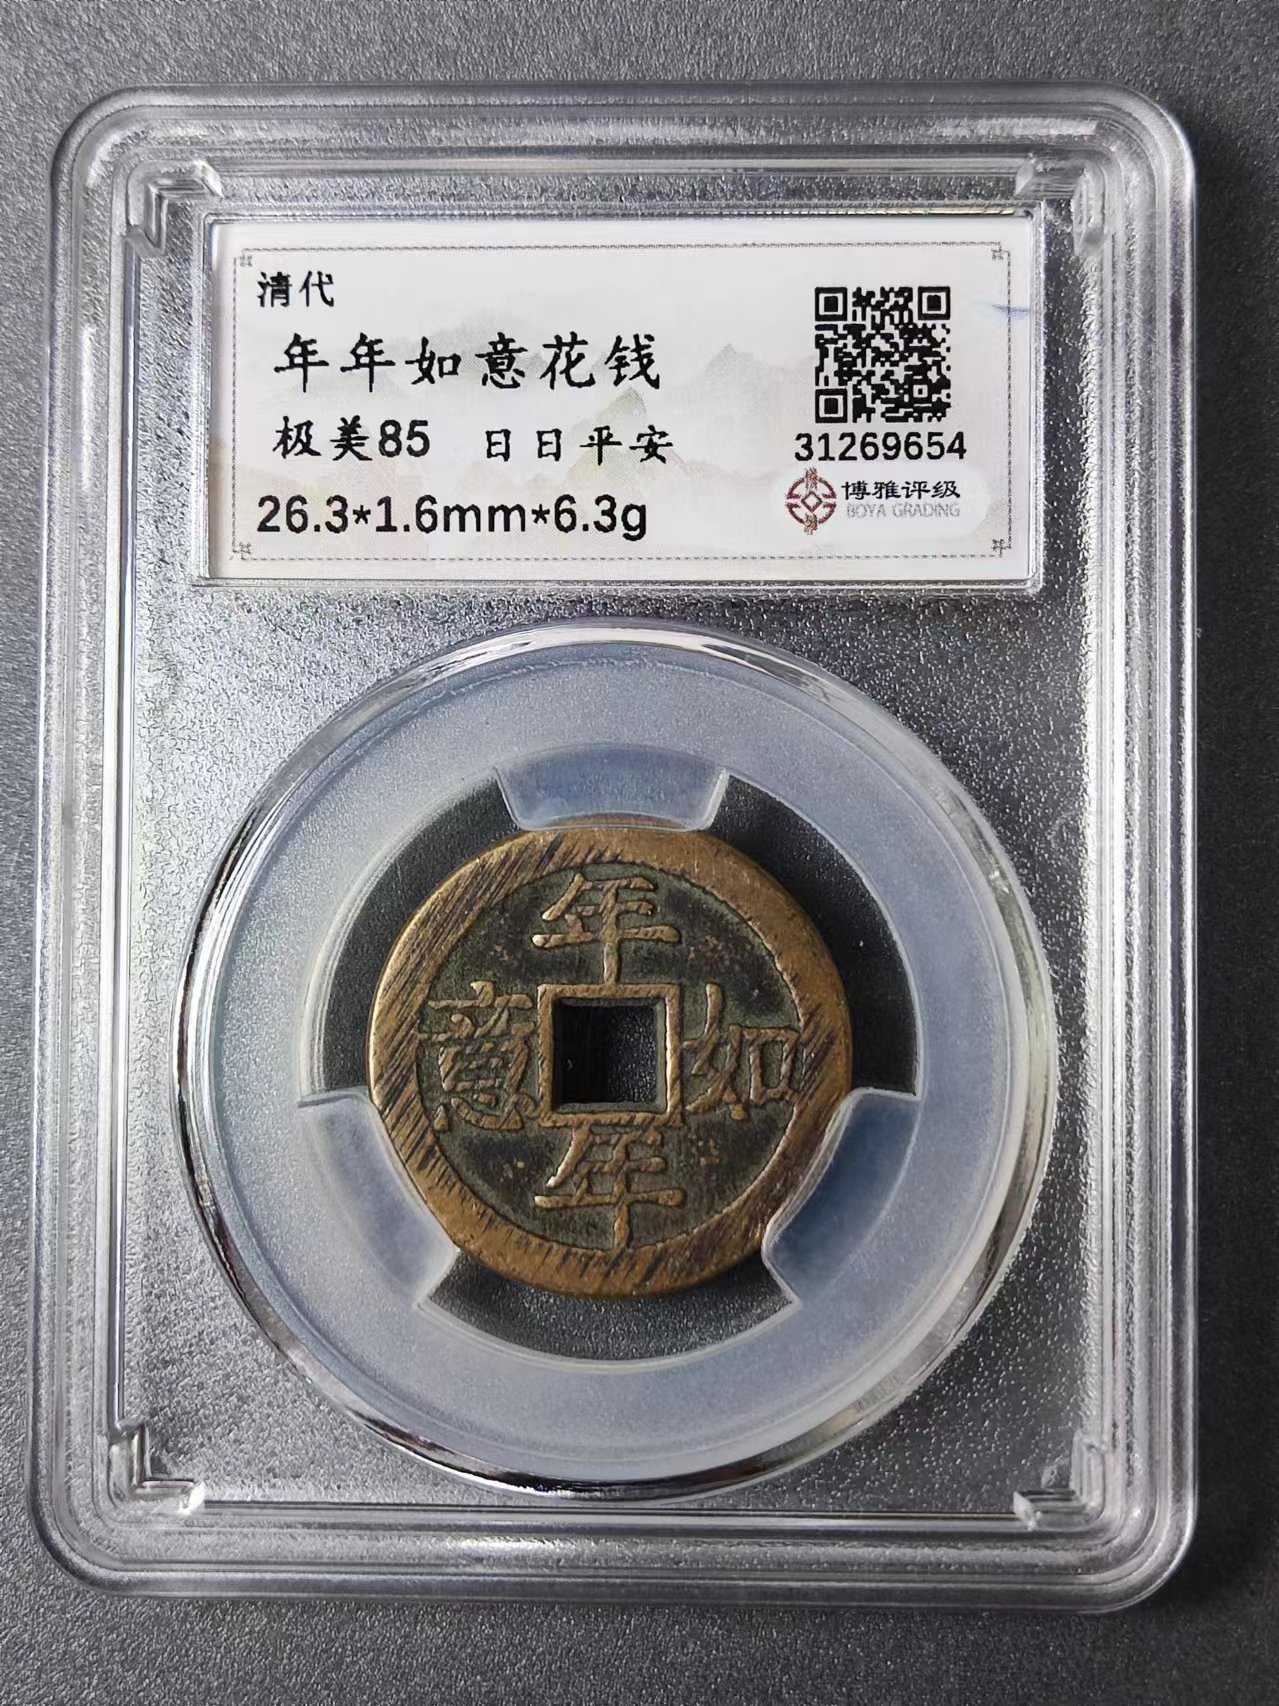 清代
年年如意花钱
极美85 日日平安
26.3*1.6mm*6.3g
31269654
博雅评级
BOYA GRADING
年
意 如
年